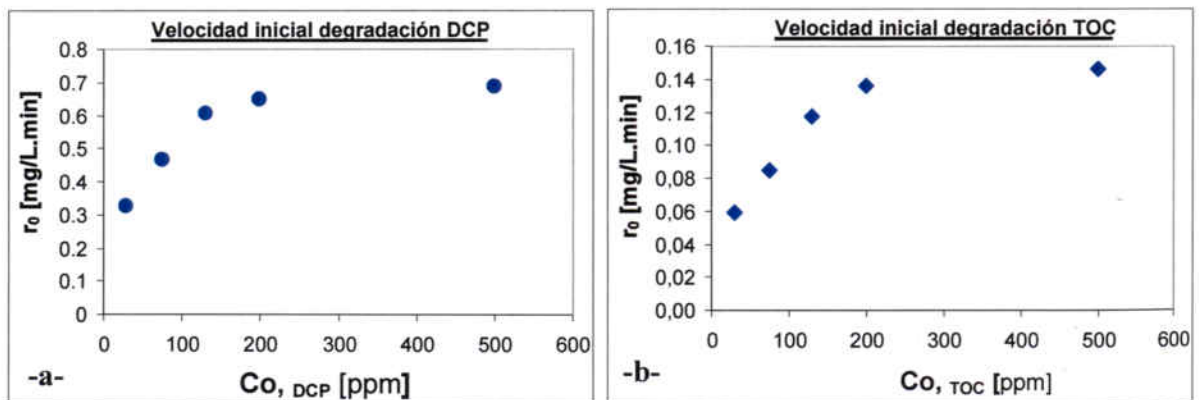 Velocidad inicial degradación DCP
r₀ [mg/L.min]
0.8
0.7
0.6
0.5
0.4
0.3
0.2
0.1
0
0 100 200 300 400 500 600
-a-
Co, DCP [ppm]
Velocidad inicial degradación TOC
r₀ [mg/L.min]
0.16
0.14
0.12
0.10
0,08
0,06
0,04
0,02
0,00
0 100 200 300 400 500 600
-b-
Co, TOC [ppm]